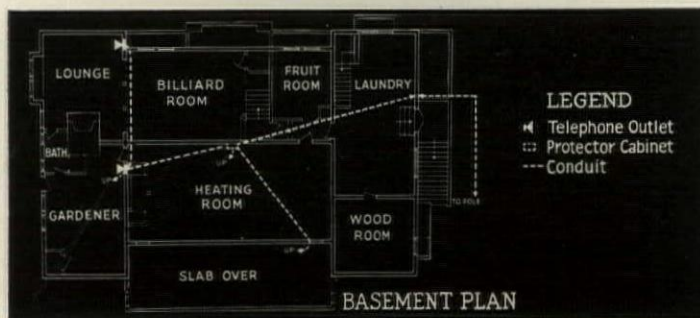 LOUNGE
BILLIARD
ROOM
FRUIT
ROOM
LAUNDRY
BATH
GARDENER
HEATING
ROOM
WOOD
ROOM
SLAB OVER
TO POLE
LEGEND
Telephone Outlet
Protector Cabinet
Conduit
BASEMENT PLAN